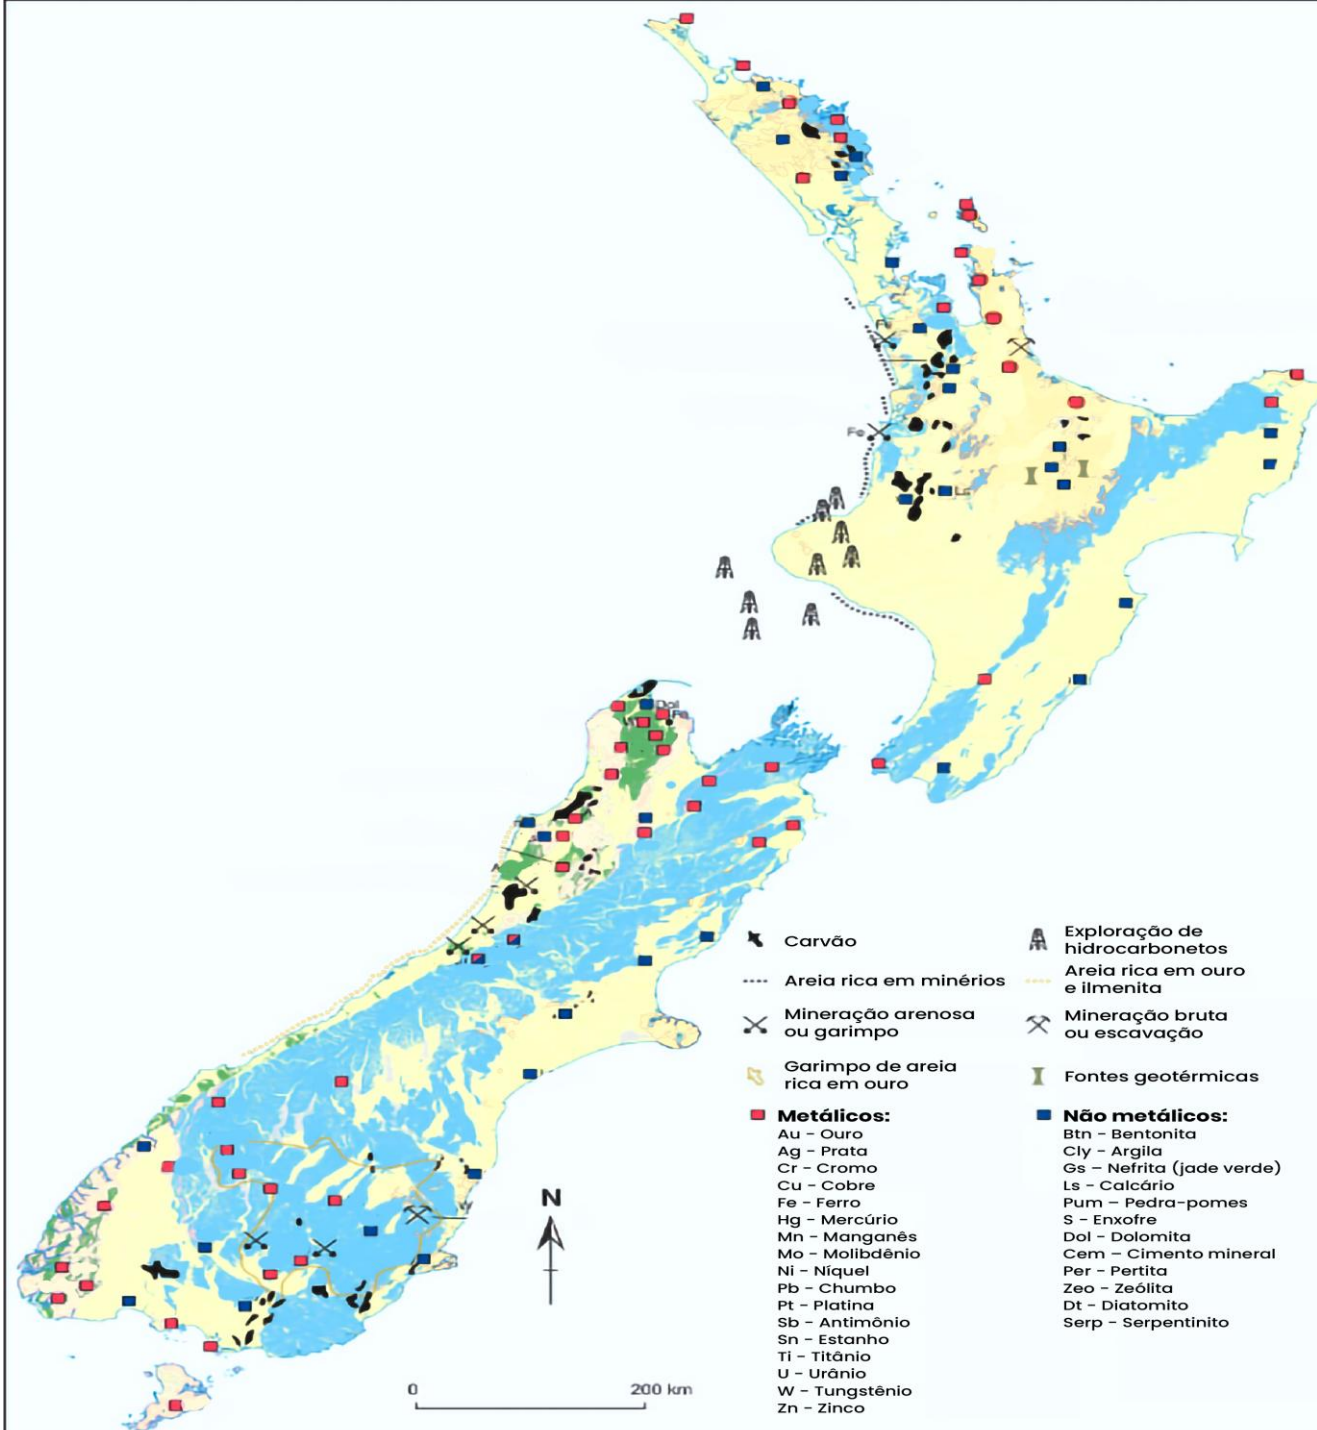 Fe
Fe
Ls
Dol
Fe
W
Carvão
Exploração de
hidrocarbonetos
Areia rica em minérios
Areia rica em ouro
e ilmenita
Mineração arenosa
ou garimpo
Mineração bruta
ou escavação
Garimpo de areia
rica em ouro
Fontes geotérmicas
Metálicos:
Au - Ouro
Ag - Prata
Cr - Cromo
Cu - Cobre
Fe - Ferro
Hg - Mercúrio
Mn - Manganês
Mo - Molibdênio
Ni - Níquel
Pb - Chumbo
Pt - Platina
Sb - Antimônio
Sn - Estanho
Ti - Titânio
U - Urânio
W - Tungstênio
Zn - Zinco
Não metálicos:
Btn - Bentonita
Cly - Argila
Gs – Nefrita (jade verde)
Ls - Calcário
Pum - Pedra-pomes
S - Enxofre
Dol - Dolomita
Cem – Cimento mineral
Per - Pertita
Zeo - Zeólita
Dt - Diatomito
Serp - Serpentinito
N
0 200 km